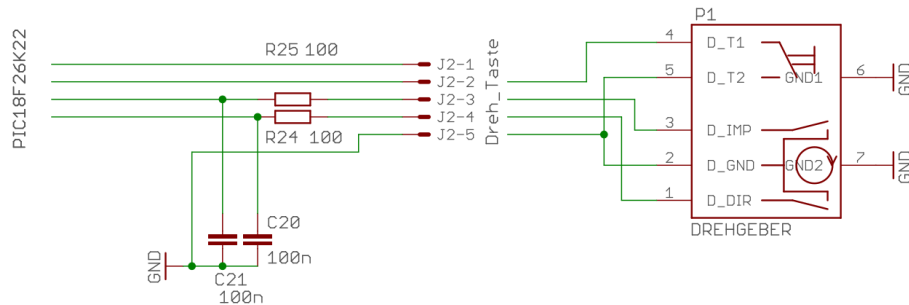 PIC18F26K22
R25 100
R24 100
J2-1
J2-2
J2-3
J2-4
J2-5
Dreh_Taste
C20
100n
C21
100n
GND
P1
4 D_T1
5 D_T2 GND1 6 GND
3 D_IMP
2 D_GND GND2 7 GND
1 D_DIR
DREHGEBER